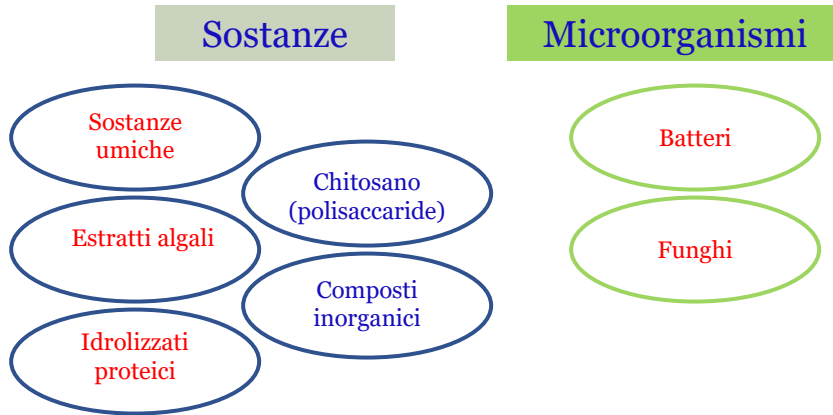 Sostanze
Microorganismi
Sostanze
umiche
Chitosano
(polisaccaride)
Estratti algali
Composti
inorganici
Idrolizzati
proteici
Batteri
Funghi